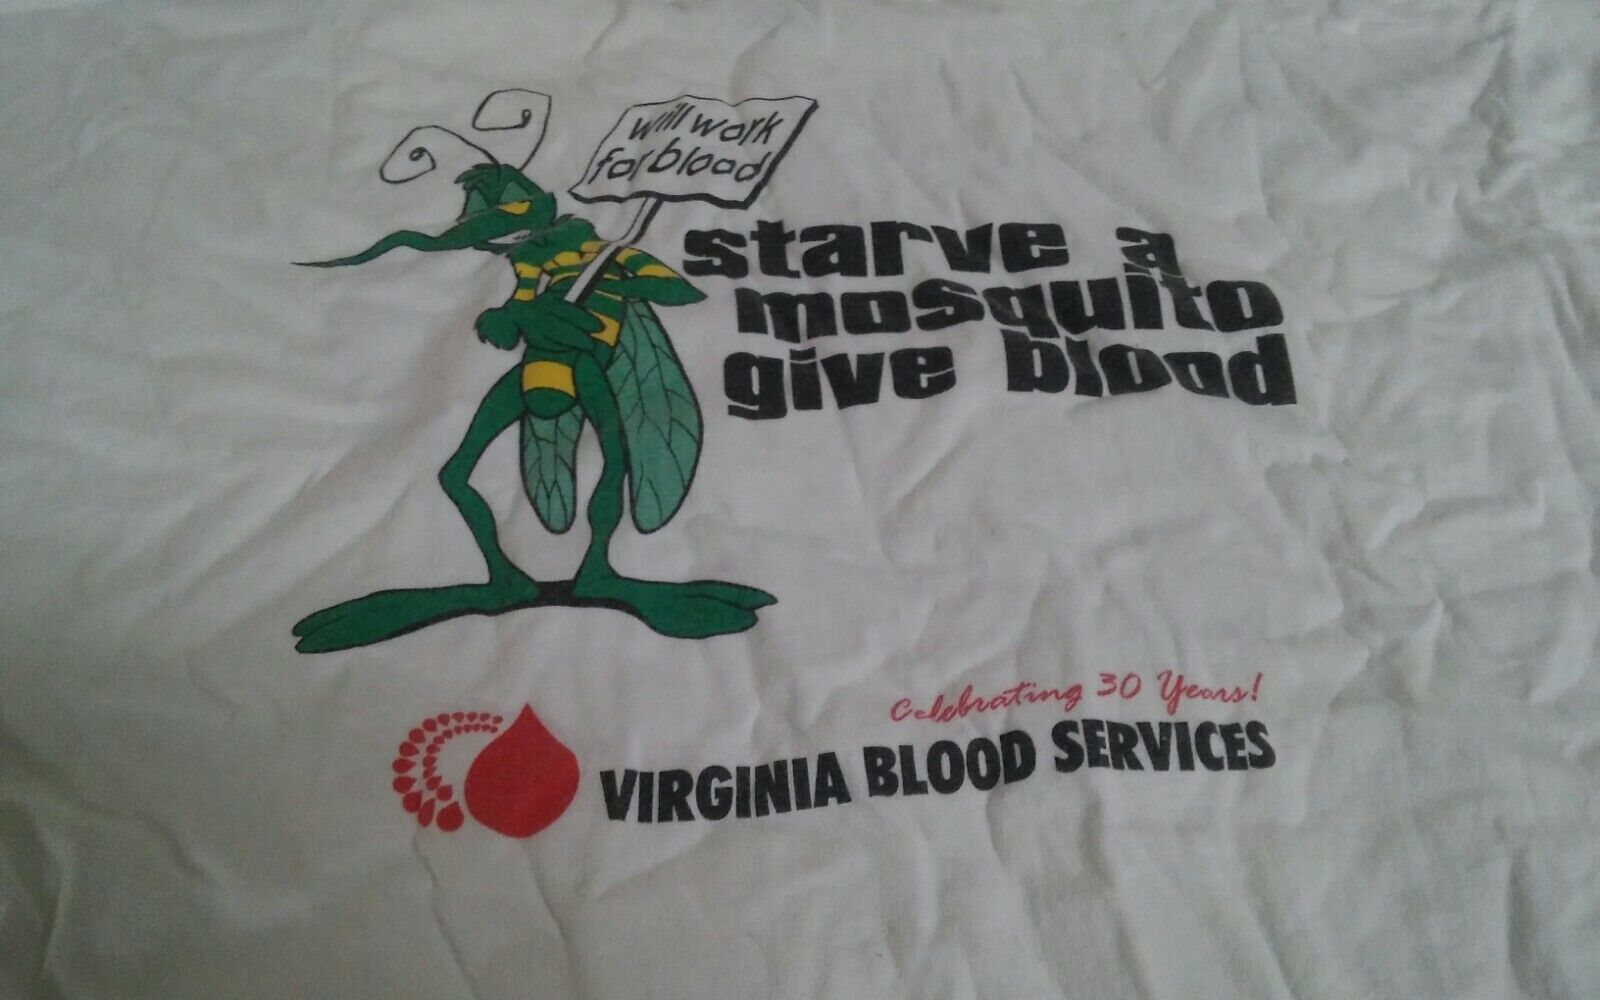 will work
for blood
starve a
mosquito
give blood
Celebrating 30 Years!
VIRGINIA BLOOD SERVICES